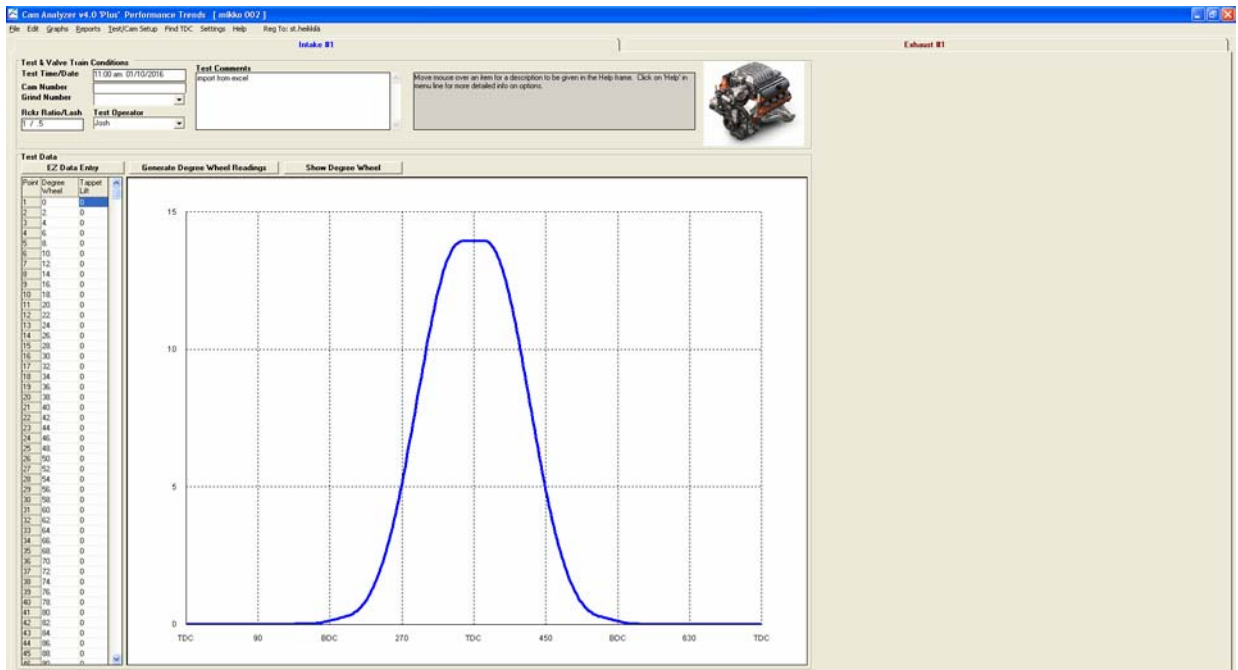 Cam Analyzer v4.0 'Plus' Performance Trends [ mikko 002 ]
File Edit Graphs Reports Test/Cam Setup Find TDC Settings Help Reg To: st.heikkilä
Intake #1 Exhaust #1
Test & Valve Train Conditions
Test Time/Date 11:00 am 01/10/2016
Cam Number
Grind Number
Rckr Ratio/Lash Test Operator
1 / .5 Josh
Test Comments
import from excel
Move mouse over an item for a description to be given in the Help frame. Click on 'Help' in
menu line for more detailed info on options.
Test Data
EZ Data Entry Generate Degree Wheel Readings Show Degree Wheel
Point Degree Tappet
Wheel Lift
1 0 0
2 2. 0
3 4. 0
4 6. 0
5 8. 0
6 10. 0
7 12. 0
8 14. 0
9 16. 0
10 18. 0
11 20. 0
12 22. 0
13 24. 0
14 26. 0
15 28. 0
16 30. 0
17 32. 0
18 34. 0
19 36. 0
20 38. 0
21 40. 0
22 42. 0
23 44. 0
24 46. 0
25 48. 0
26 50. 0
27 52. 0
28 54. 0
29 56. 0
30 58. 0
31 60. 0
32 62. 0
33 64. 0
34 66. 0
35 68. 0
36 70. 0
37 72. 0
38 74. 0
39 76. 0
40 78. 0
41 80. 0
42 82. 0
43 84. 0
44 86. 0
45 88. 0
15
10
5
0
TDC 90 BDC 270 TDC 450 BDC 630 TDC